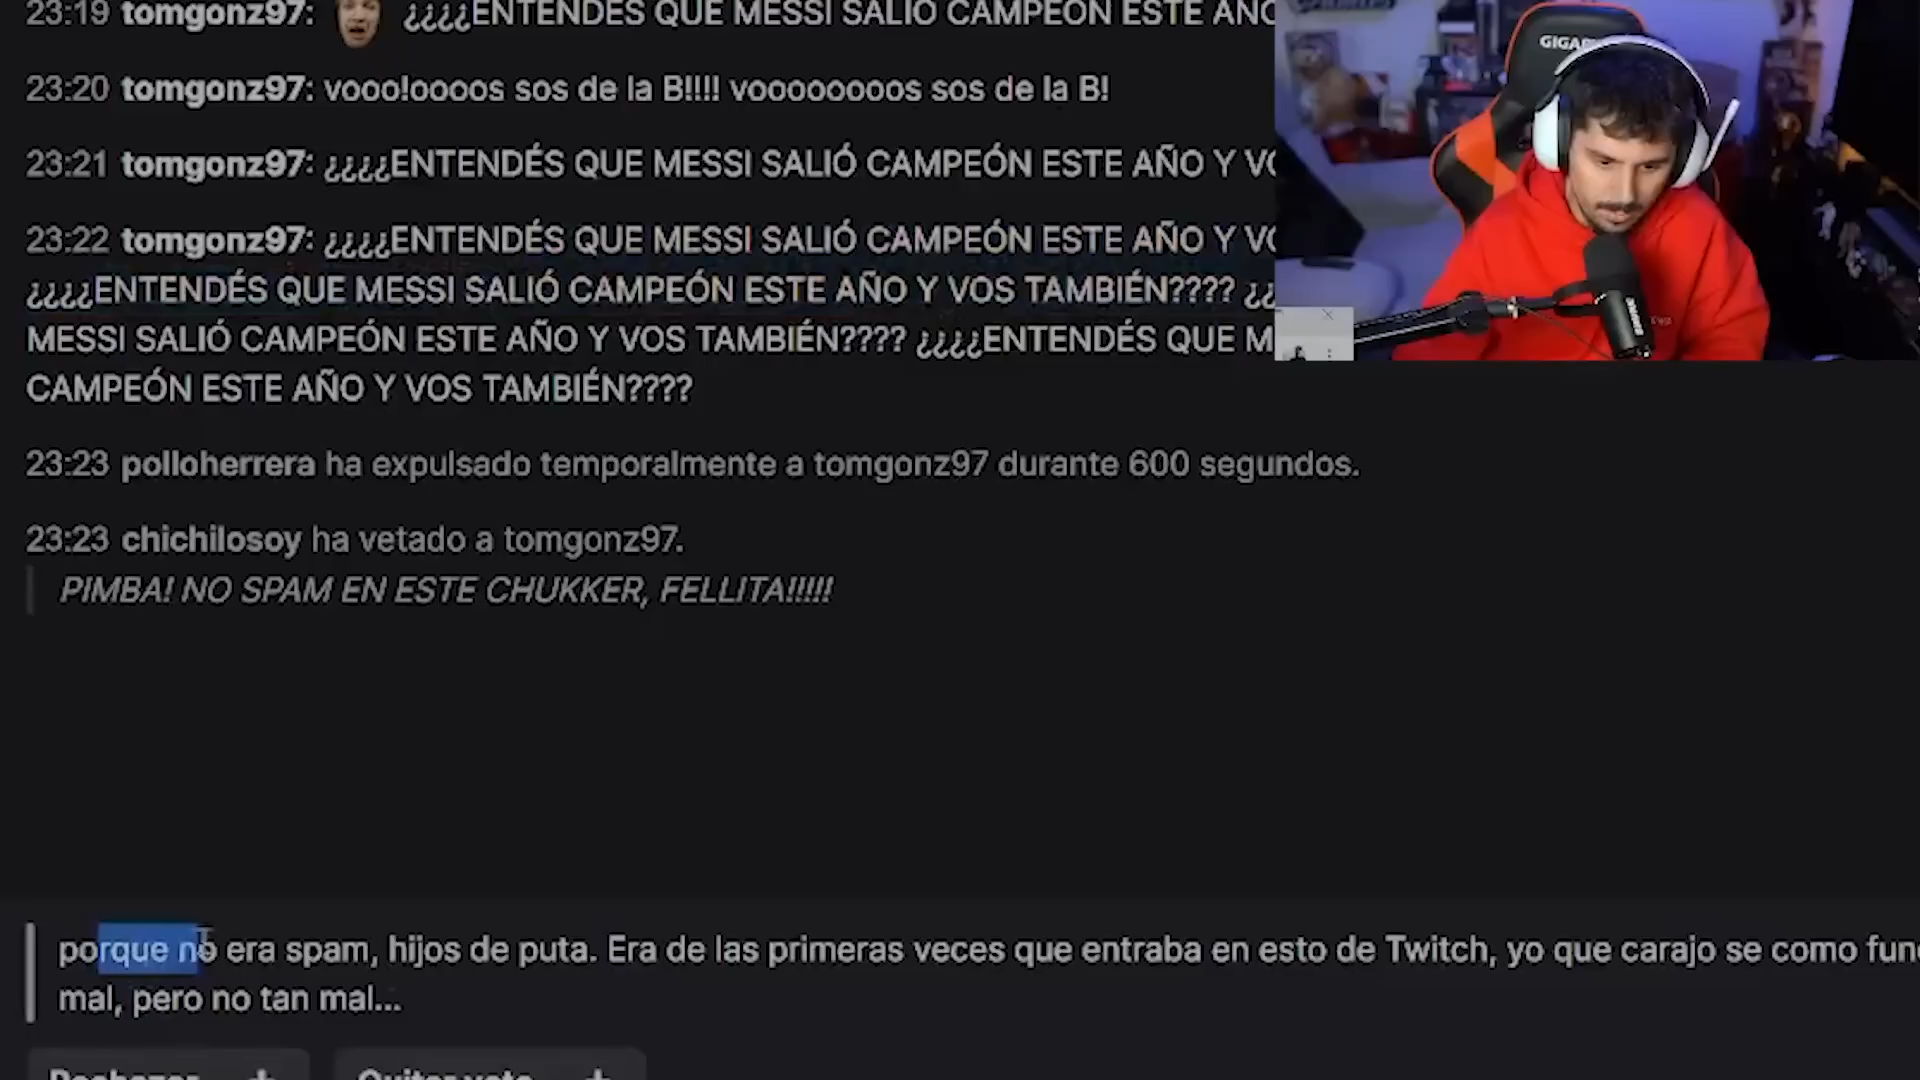 23:19 tomgonz97: ¿¿¿¿ENTENDÉS QUE MESSI SALIÓ CAMPEÓN ESTE AÑO
23:20 tomgonz97: vooo!oooos sos de la B!!!! voooooooos sos de la B!
23:21 tomgonz97: ¿¿¿¿ENTENDÉS QUE MESSI SALIÓ CAMPEÓN ESTE AÑO Y VO
23:22 tomgonz97: ¿¿¿¿ENTENDÉS QUE MESSI SALIÓ CAMPEÓN ESTE AÑO Y VO
¿¿¿¿ENTENDÉS QUE MESSI SALIÓ CAMPEÓN ESTE AÑO Y VOS TAMBIÉN???? ¿¿
MESSI SALIÓ CAMPEÓN ESTE AÑO Y VOS TAMBIÉN???? ¿¿¿¿ENTENDÉS QUE M
CAMPEÓN ESTE AÑO Y VOS TAMBIÉN????
23:23 polloherrera ha expulsado temporalmente a tomgonz97 durante 600 segundos.
23:23 chichilosoy ha vetado a tomgonz97.
PIMBA! NO SPAM EN ESTE CHUKKER, FELLITA!!!!!
porque no era spam, hijos de puta. Era de las primeras veces que entraba en esto de Twitch, yo que carajo se como func
mal, pero no tan mal...
Rechazar
Quitar veto